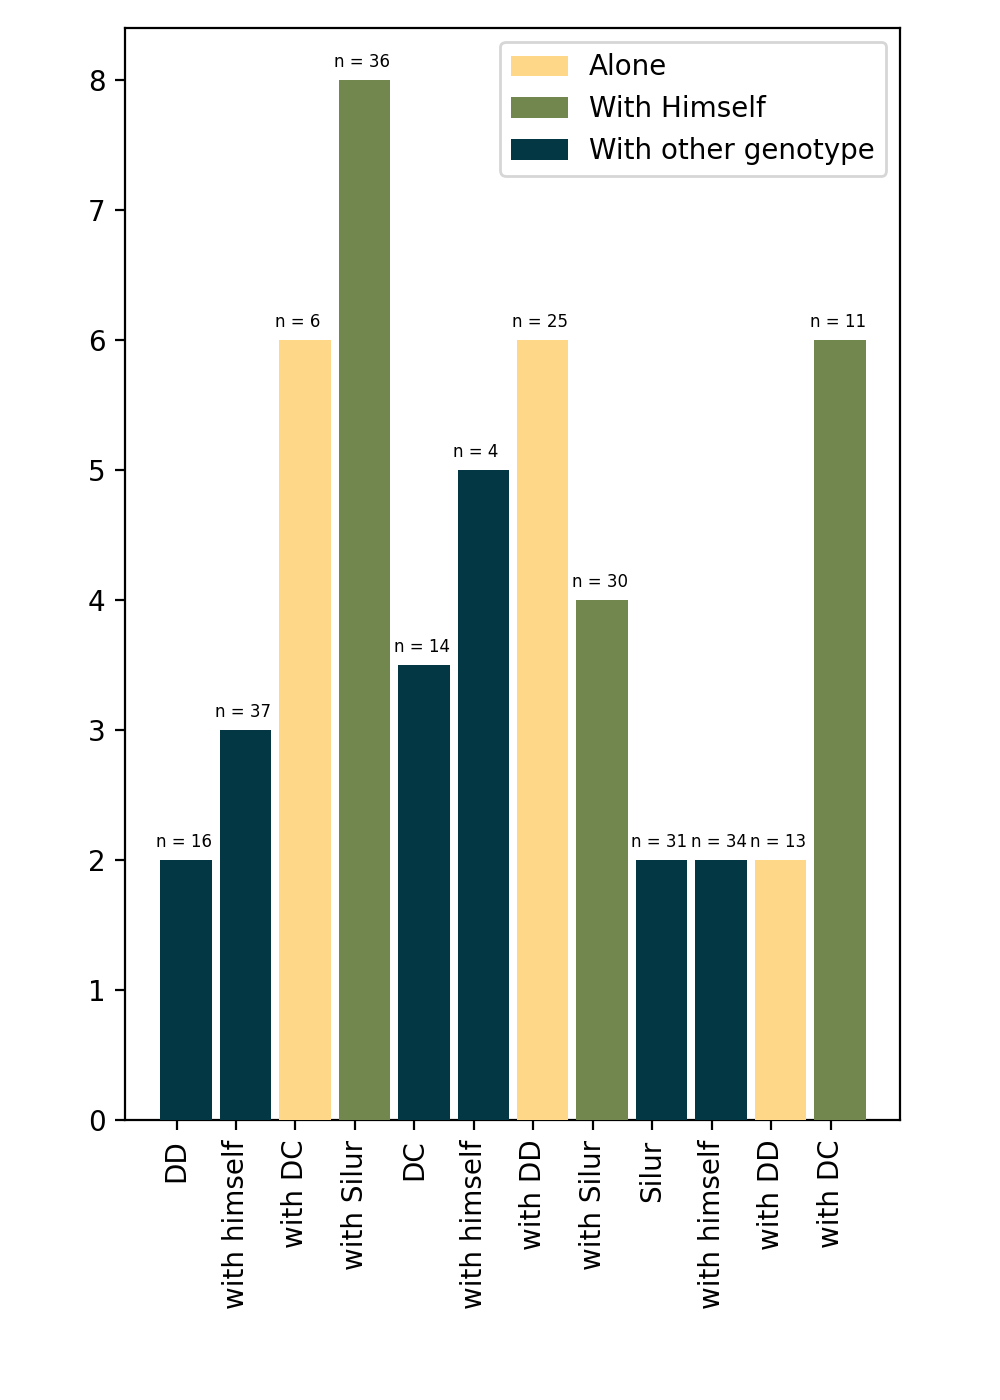 n = 36
Alone
With Himself
With other genotype
8
7
n = 6
n = 25
n = 11
6
n = 4
5
n = 30
4
n = 14
n = 37
3
n = 16
n = 31
n = 34
n = 13
2
1
0
DD
with himself
with DC
with Silur
DC
with himself
with DD
with Silur
Silur
with himself
with DD
with DC